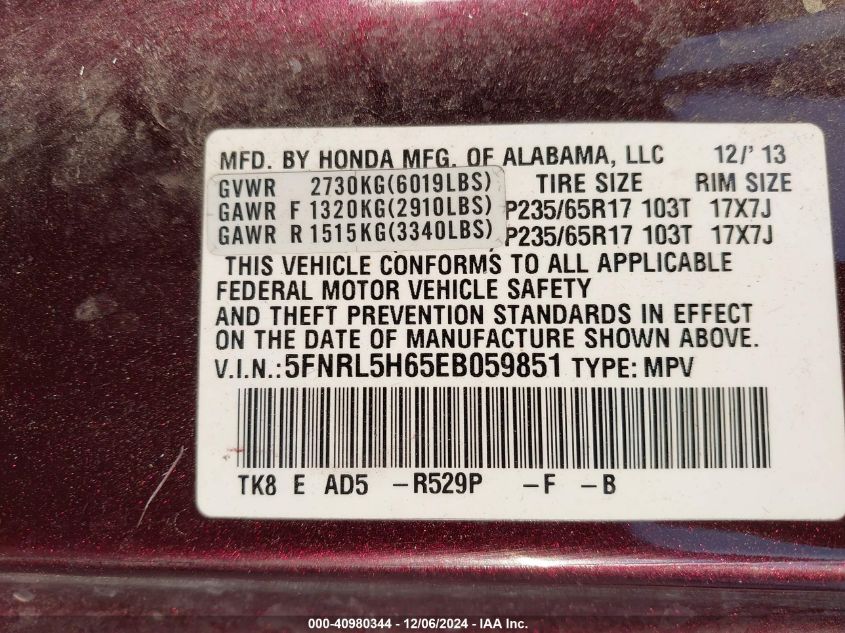 MFD. BY HONDA MFG. OF ALABAMA, LLC 12/'13
GVWR 2730KG(6019LBS) TIRE SIZE RIM SIZE
GAWR F 1320KG(2910LBS) P235/65R17 103T 17X7J
GAWR R 1515KG(3340LBS) P235/65R17 103T 17X7J
THIS VEHICLE CONFORMS TO ALL APPLICABLE
FEDERAL MOTOR VEHICLE SAFETY
AND THEFT PREVENTION STANDARDS IN EFFECT
ON THE DATE OF MANUFACTURE SHOWN ABOVE.
V.I.N.: 5FNRL5H65EB059851 TYPE: MPV
TK8 E AD5 -R529P -F -B
000-40980344 - 12/06/2024 - IAA Inc.